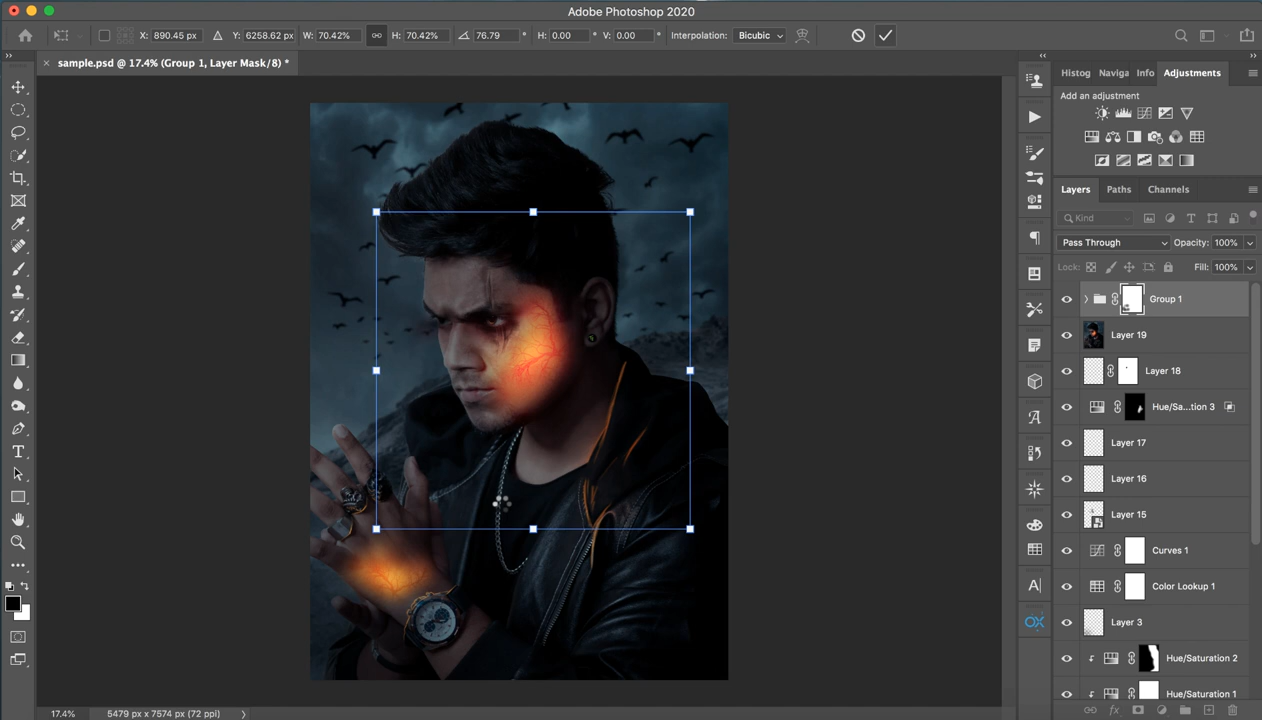 Adobe Photoshop 2020
X: 890.45 px Y: 6258.62 px W: 70.42% H: 70.42% 76.79 ° H: 0.00 ° V: 0.00 ° Interpolation: Bicubic
× sample.psd @ 17.4% (Group 1, Layer Mask/8) *
Histog Naviga Info Adjustments
Add an adjustment
Layers Paths Channels
Kind
Pass Through Opacity: 100%
Lock: Fill: 100%
Group 1
Layer 19
Layer 18
Hue/Sa...tion 3
Layer 17
Layer 16
Layer 15
Curves 1
Color Lookup 1
Layer 3
Hue/Saturation 2
Hue/Saturation 1
17.4% 5479 px x 7574 px (72 ppi)